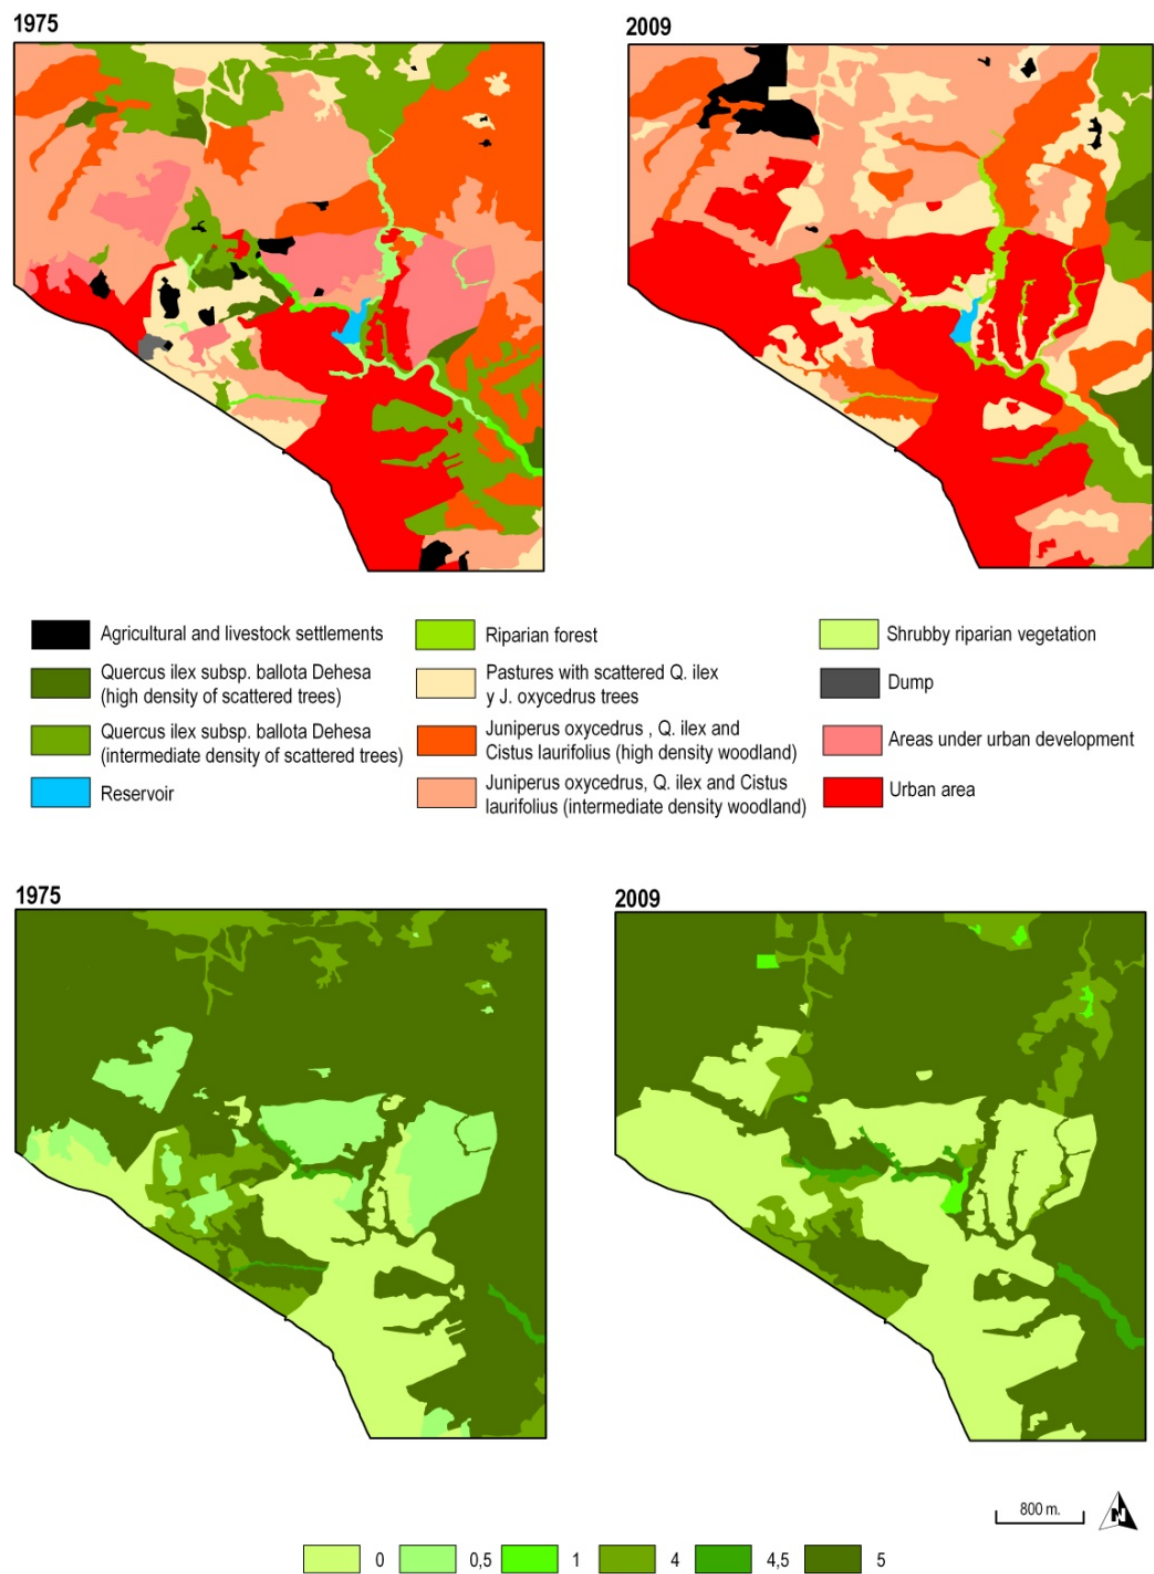 1975
2009
Agricultural and livestock settlements
Quercus ilex subsp. ballota Dehesa
(high density of scattered trees)
Quercus ilex subsp. ballota Dehesa
(intermediate density of scattered trees)
Reservoir
Riparian forest
Pastures with scattered Q. ilex
y J. oxycedrus trees
Juniperus oxycedrus , Q. ilex and
Cistus laurifolius (high density woodland)
Juniperus oxycedrus, Q. ilex and Cistus
laurifolius (intermediate density woodland)
Shrubby riparian vegetation
Dump
Areas under urban development
Urban area
1975
2009
800 m.
N
0
0,5
1
4
4,5
5